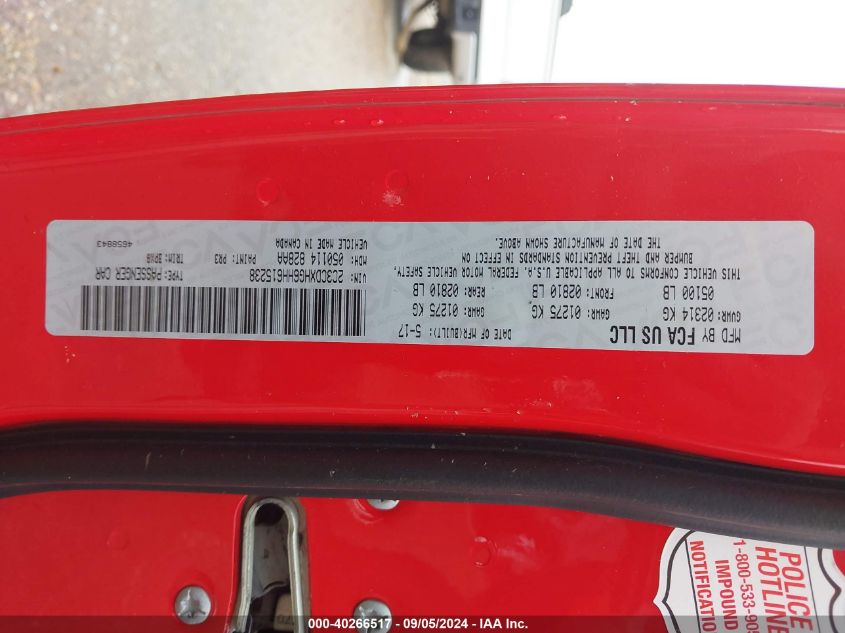 MFD BY FCA US LLC
DATE OF MFR(BUILT): 5-17
GVWR: 02314 KG
GAWR: 01275 KG
GAWR: 01275 KG
05100 LB
FRONT: 02810 LB
REAR: 02810 LB
THIS VEHICLE CONFORMS TO ALL APPLICABLE U.S.A. FEDERAL MOTOR VEHICLE SAFETY,
BUMPER AND THEFT PREVENTION STANDARDS IN EFFECT ON
THE DATE OF MANUFACTURE SHOWN ABOVE.
VIN: 2C3CDXHG6HH615238
TYPE: PASSENGER CAR
MDH: 050114 828AA
PAINT: PR3
TRIM:
VEHICLE MADE IN CANADA
4658843
POLICE
HOTLINE
1-800-533-905
IMPOUND
NOTIFICATION
000-40266517 - 09/05/2024 - IAA Inc.